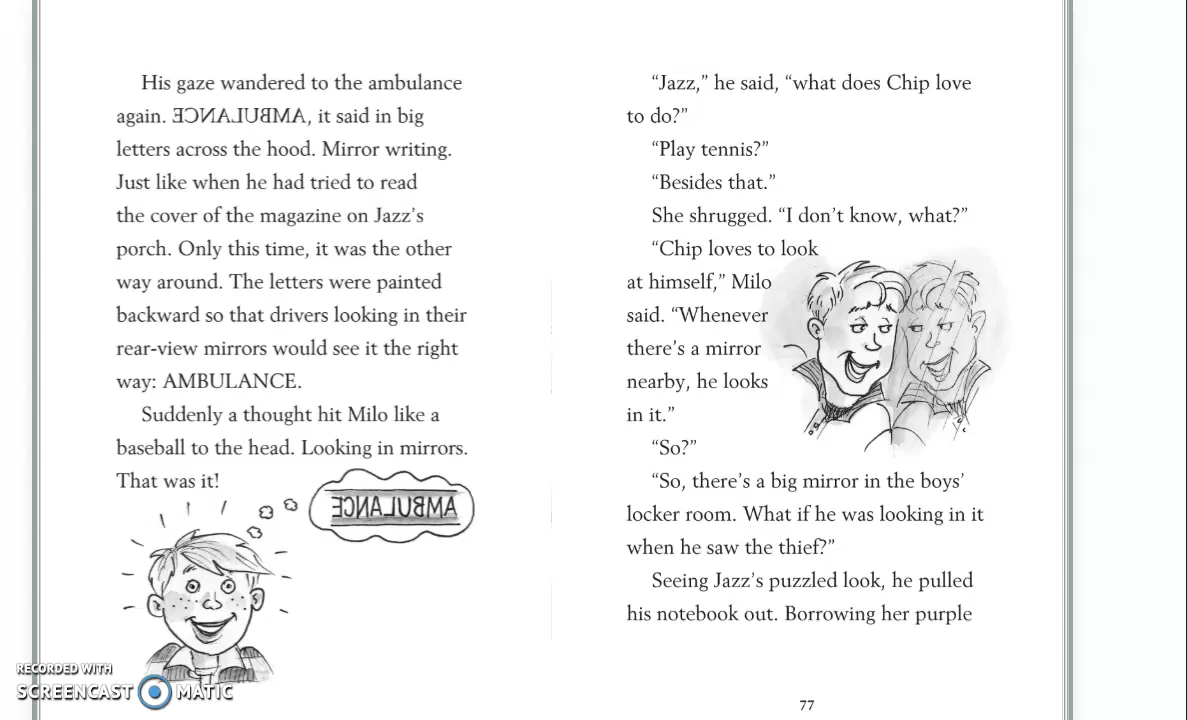 His gaze wandered to the ambulance
again. AMBULANCE, it said in big
letters across the hood. Mirror writing.
Just like when he had tried to read
the cover of the magazine on Jazz’s
porch. Only this time, it was the other
way around. The letters were painted
backward so that drivers looking in their
rear-view mirrors would see it the right
way: AMBULANCE.
Suddenly a thought hit Milo like a
baseball to the head. Looking in mirrors.
That was it!
AMBULANCE
“Jazz,” he said, “what does Chip love
to do?”
“Play tennis?”
“Besides that.”
She shrugged. “I don’t know, what?”
“Chip loves to look
at himself,” Milo
said. “Whenever
there’s a mirror
nearby, he looks
in it.”
“So?”
“So, there’s a big mirror in the boys’
locker room. What if he was looking in it
when he saw the thief?”
Seeing Jazz’s puzzled look, he pulled
his notebook out. Borrowing her purple
77
RECORDED WITH
SCREENCAST MATIC